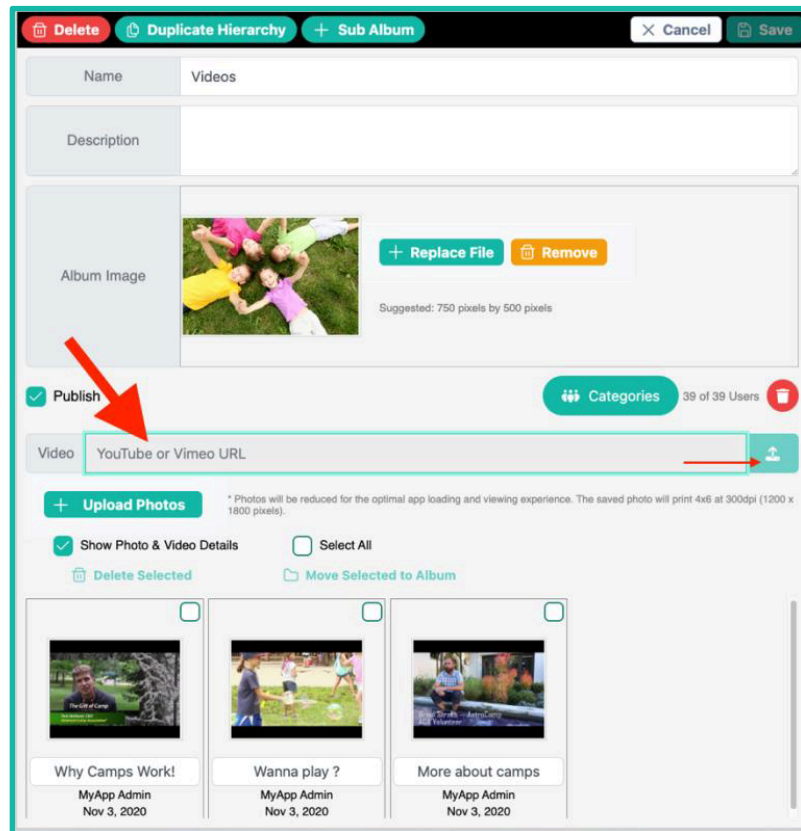 Delete Duplicate Hierarchy + Sub Album × Cancel Save
Name Videos
Description
Album Image
+ Replace File Remove
Suggested: 750 pixels by 500 pixels
Publish Categories 39 of 39 Users
Video YouTube or Vimeo URL
+ Upload Photos
* Photos will be reduced for the optimal app loading and viewing experience. The saved photo will print 4x6 at 300dpi (1200 x
1800 pixels).
Show Photo & Video Details Select All
Delete Selected Move Selected to Album
The Gift of Camp
Why Camps Work! Wanna play ? More about camps
MyApp Admin MyApp Admin MyApp Admin
Nov 3, 2020 Nov 3, 2020 Nov 3, 2020